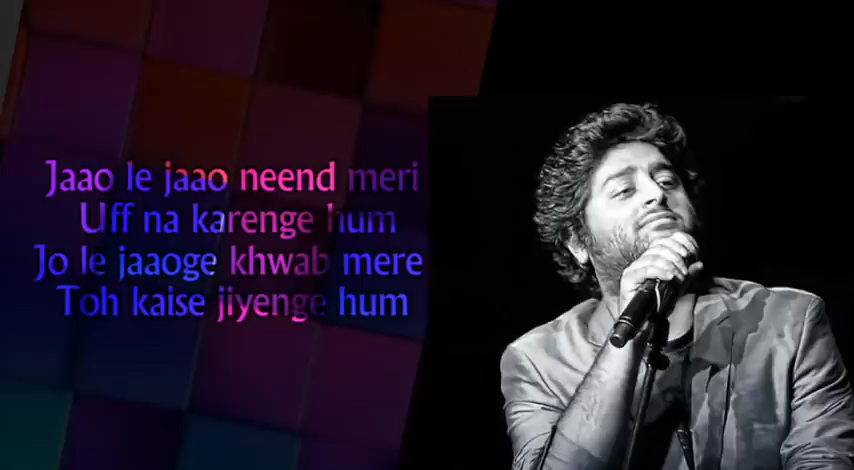 Jaao le jaao neend meri
Uff na karenge hum
Jo le jaaoge khwab mere
Toh kaise jiyenge hum